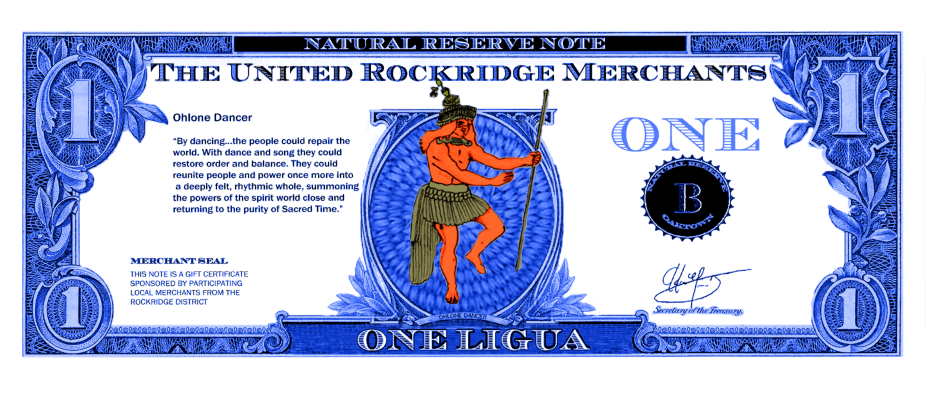 NATURAL RESERVE NOTE
THE UNITED ROCKRIDGE MERCHANTS
1
1
Ohlone Dancer
“By dancing...the people could repair the
world. With dance and song they could
restore order and balance. They could
reunite people and power once more into
a deeply felt, rhythmic whole, summoning
the powers of the spirit world close and
returning to the purity of Sacred Time.”
ONE
NATURAL RESERVE
B
OAKTOWN
MERCHANT SEAL
THIS NOTE IS A GIFT CERTIFICATE
SPONSORED BY PARTICIPATING
LOCAL MERCHANTS FROM THE
ROCKRIDGE DISTRICT
Secretary of the Treasury,
1
1
OHLONE DANCER
ONE LIGUA